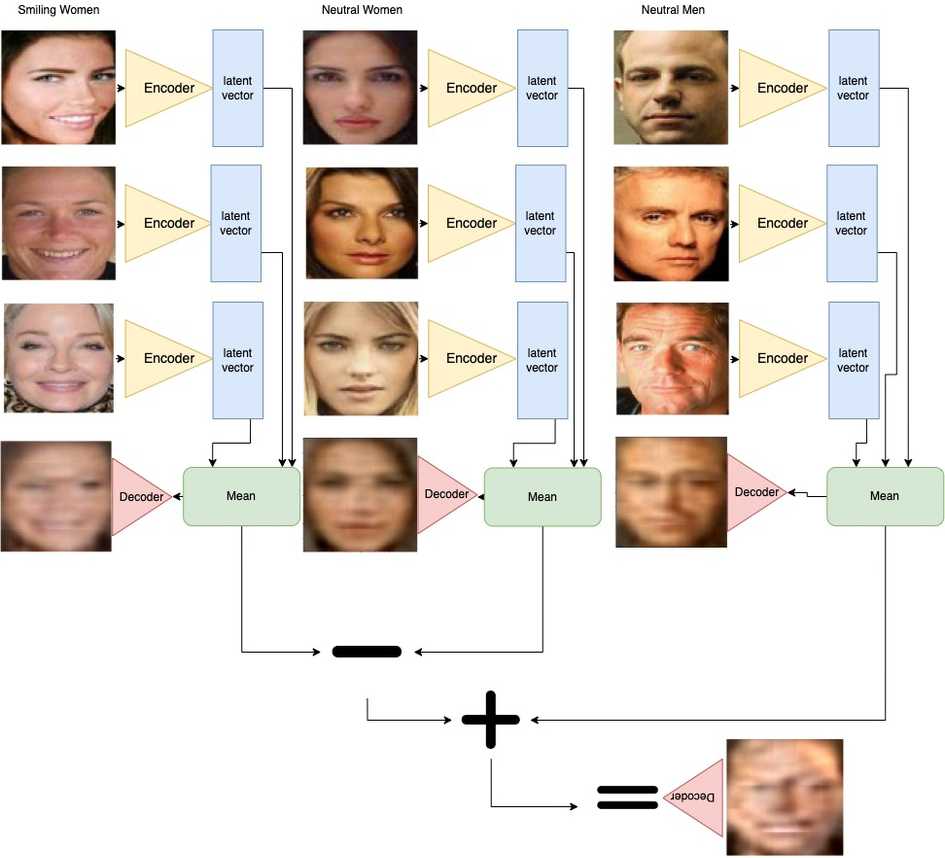 Smiling Women
Neutral Women
Neutral Men
Encoder
latent
vector
Encoder
latent
vector
Encoder
latent
vector
Encoder
latent
vector
Encoder
latent
vector
Encoder
latent
vector
Encoder
latent
vector
Encoder
latent
vector
Encoder
latent
vector
Decoder
Mean
Decoder
Mean
Decoder
Mean
Decoder